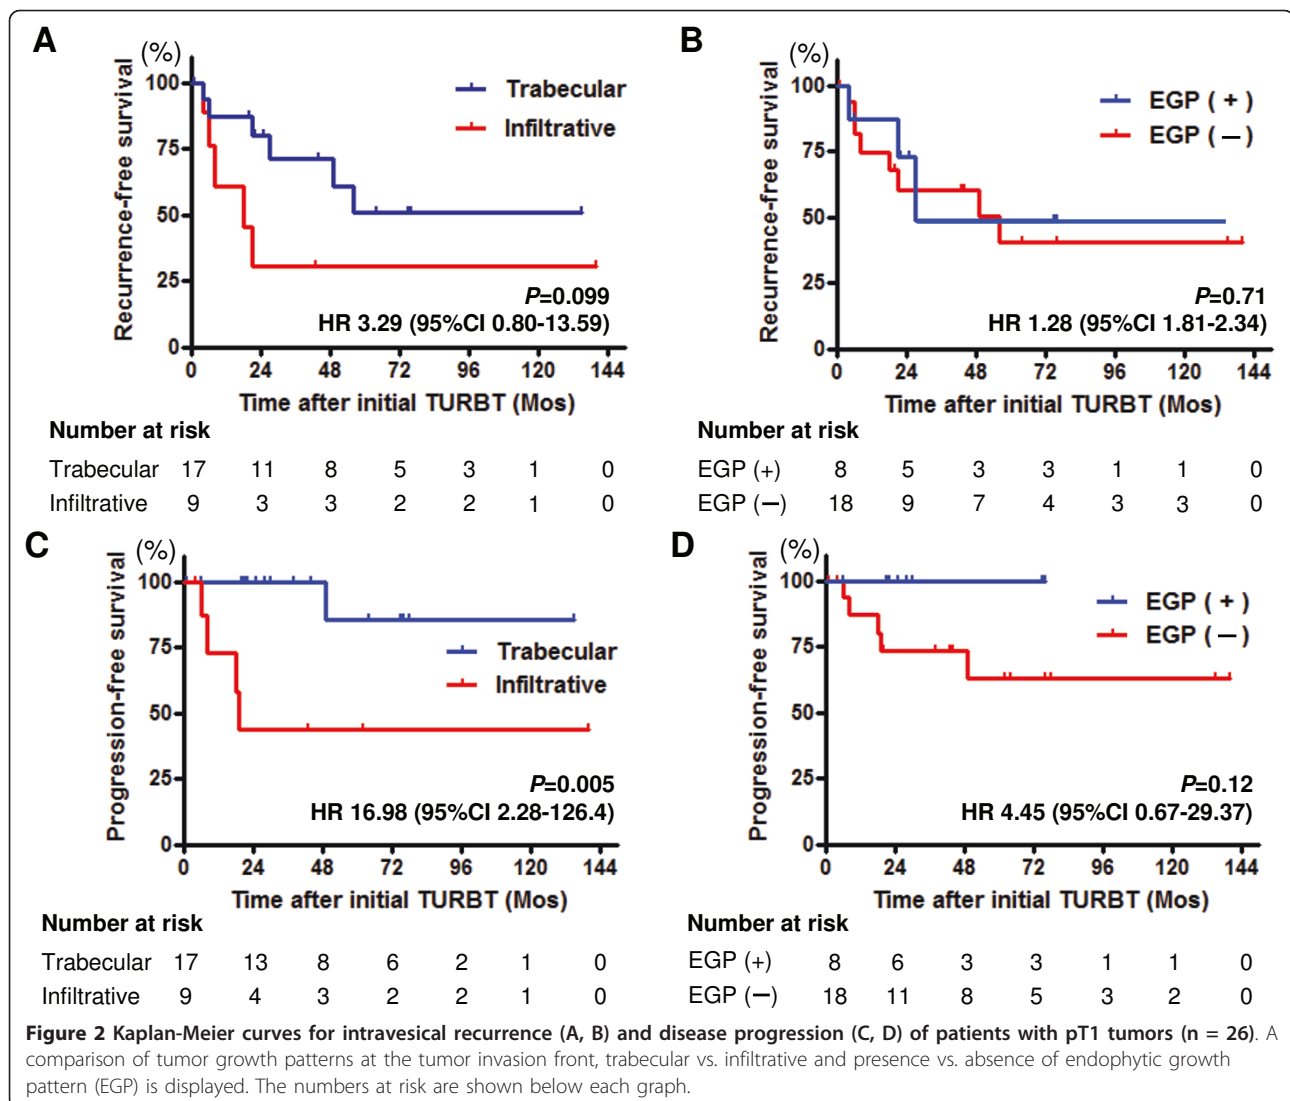 A
(%)
Recurrence-free survival
100
75
50
25
0
Trabecular
Infiltrative
P=0.099
HR 3.29 (95%CI 0.80-13.59)
0 24 48 72 96 120 144
Time after initial TURBT (Mos)
Number at risk
Trabecular 17 11 8 5 3 1 0
Infiltrative 9 3 3 2 2 1 0
B
(%)
Recurrence-free survival
100
75
50
25
0
EGP ( + )
EGP ( — )
P=0.71
HR 1.28 (95%CI 1.81-2.34)
0 24 48 72 96 120 144
Time after initial TURBT (Mos)
Number at risk
EGP (+) 8 5 3 3 1 1 0
EGP (—) 18 9 7 4 3 3 0
C
(%)
Progression-free survival
100
75
50
25
0
Trabecular
Infiltrative
P=0.005
HR 16.98 (95%CI 2.28-126.4)
0 24 48 72 96 120 144
Time after initial TURBT (Mos)
Number at risk
Trabecular 17 13 8 6 2 1 0
Infiltrative 9 4 3 2 2 1 0
D
(%)
Progression-free survival
100
75
50
25
0
EGP ( + )
EGP ( — )
P=0.12
HR 4.45 (95%CI 0.67-29.37)
0 24 48 72 96 120 144
Time after initial TURBT (Mos)
Number at risk
EGP (+) 8 6 3 3 1 1 0
EGP (—) 18 11 8 5 3 2 0
Figure 2 Kaplan-Meier curves for intravesical recurrence (A, B) and disease progression (C, D) of patients with pT1 tumors (n = 26). A
comparison of tumor growth patterns at the tumor invasion front, trabecular vs. infiltrative and presence vs. absence of endophytic growth
pattern (EGP) is displayed. The numbers at risk are shown below each graph.